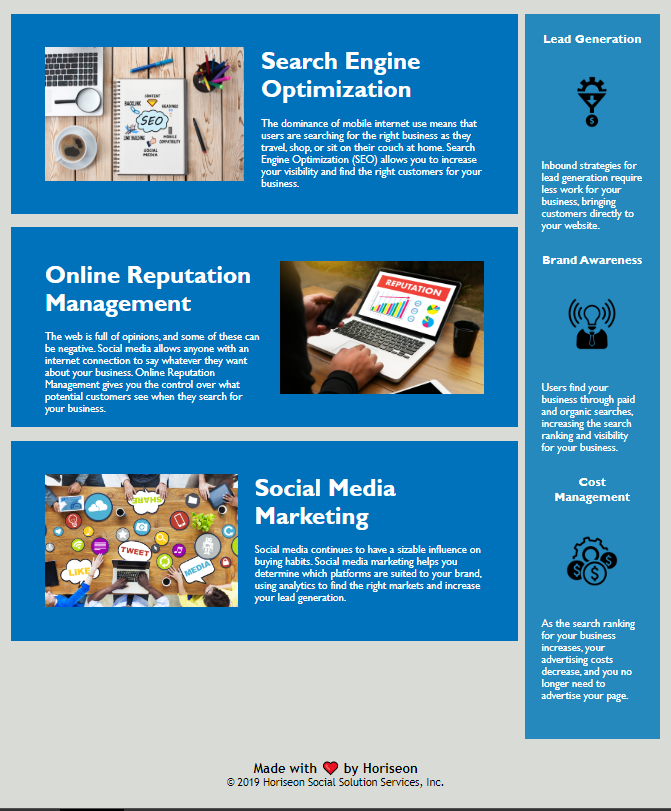 Search Engine
Optimization
The dominance of mobile internet use means that
users are searching for the right business as they
travel, shop, or sit on their couch at home. Search
Engine Optimization (SEO) allows you to increase
your visibility and find the right customers for your
business.
CONTENT
BACKLINK
HEADINGS
SEO
LINK BUILDING
MOBILE
COMPATIBILITY
SOCIAL
MEDIA
Online Reputation
Management
The web is full of opinions, and some of these can
be negative. Social media allows anyone with an
internet connection to say whatever they want
about your business. Online Reputation
Management gives you the control over what
potential customers see when they search for
your business.
REPUTATION
Social Media
Marketing
Social media continues to have a sizable influence on
buying habits. Social media marketing helps you
determine which platforms are suited to your brand,
using analytics to find the right markets and increase
your lead generation.
SHARE
TWEET
LIKE
MEDIA
Lead Generation
$
Inbound strategies for
lead generation require
less work for your
business, bringing
customers directly to
your website.
Brand Awareness
Users find your
business through paid
and organic searches,
increasing the search
ranking and visibility
for your business.
Cost
Management
$ $ $
As the search ranking
for your business
increases, your
advertising costs
decrease, and you no
longer need to
advertise your page.
Made with ❤️ by Horiseon
© 2019 Horiseon Social Solution Services, Inc.